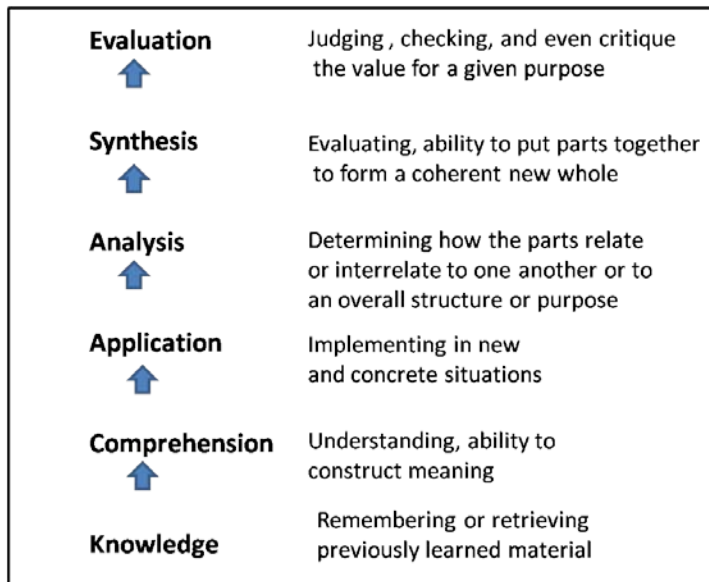 Evaluation
Judging , checking, and even critique
the value for a given purpose
Synthesis
Evaluating, ability to put parts together
to form a coherent new whole
Analysis
Determining how the parts relate
or interrelate to one another or to
an overall structure or purpose
Application
Implementing in new
and concrete situations
Comprehension
Understanding, ability to
construct meaning
Knowledge
Remembering or retrieving
previously learned material